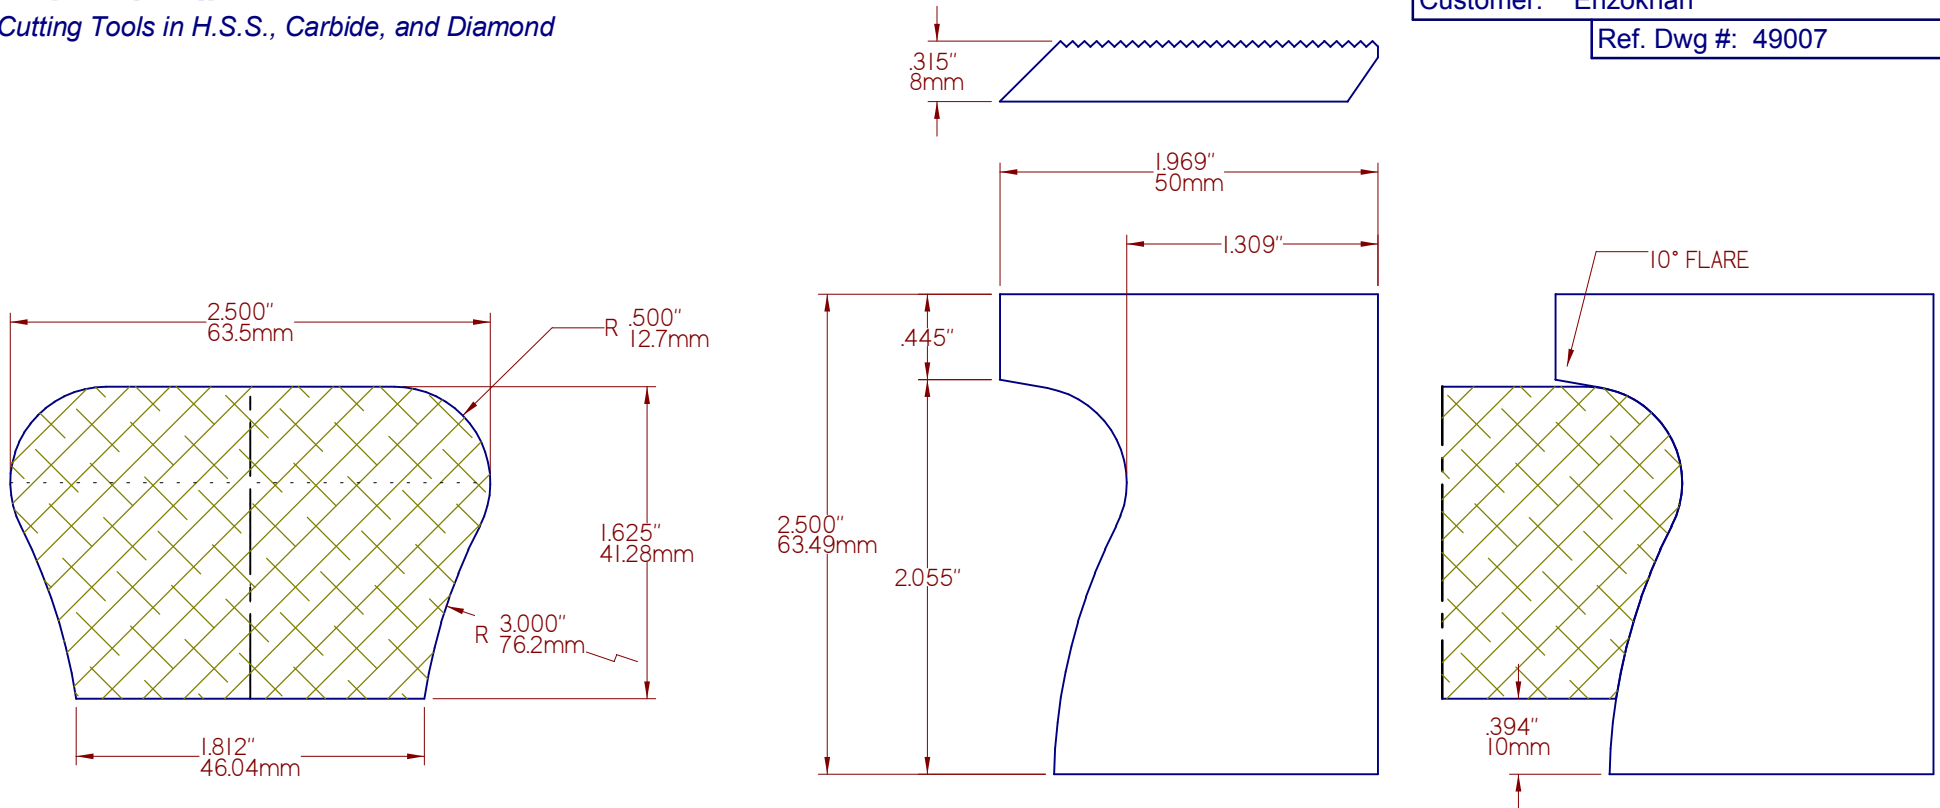 Cutting Tools in H.S.S., Carbide, and Diamond
Customer: Enzokhan
Ref. Dwg #: 49007
.315"
8mm
1.969"
50mm
1.309"
10° FLARE
2.500"
63.5mm
R .500"
12.7mm
.445"
2.500"
63.49mm
1.625"
41.28mm
2.055"
R 3.000"
76.2mm
.394"
10mm
1.812"
46.04mm